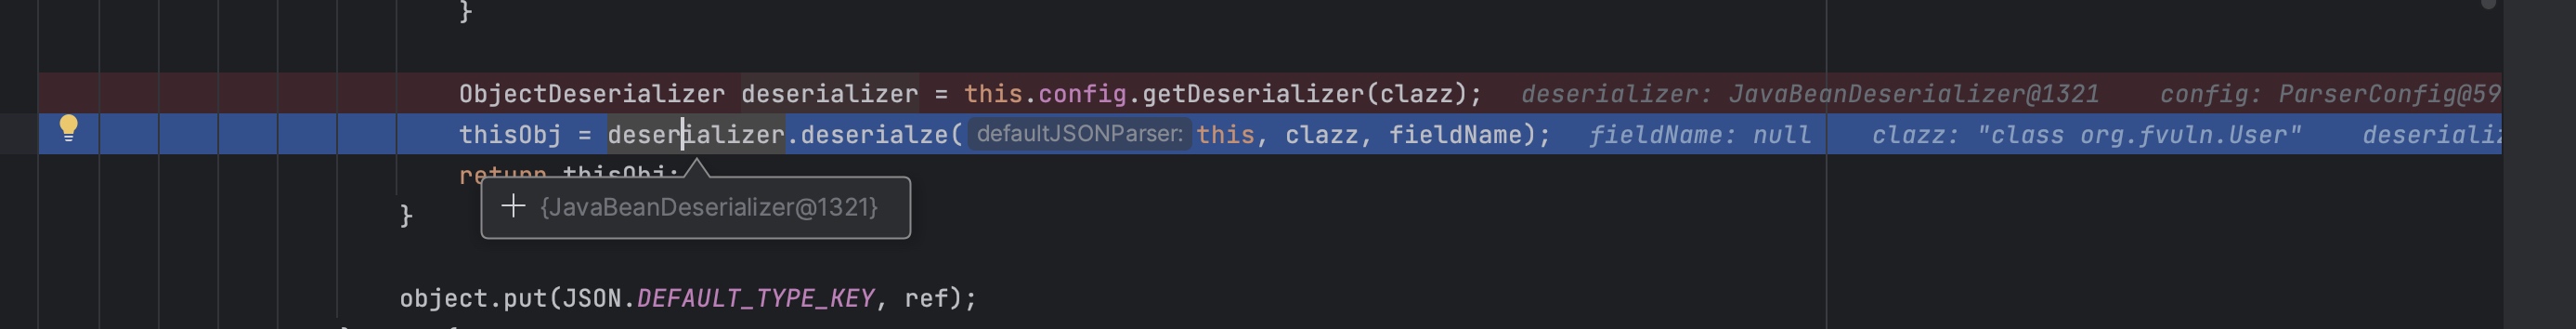 }
ObjectDeserializer deserializer = this.config.getDeserializer(clazz); deserializer: JavaBeanDeserializer@1321 config: ParserConfig@59
thisObj = deserializer.deserialze( defaultJSONParser: this, clazz, fieldName); fieldName: null clazz: "class org.fvuln.User" deserializ
return thisObj;
+ {JavaBeanDeserializer@1321}
}
object.put(JSON.DEFAULT_TYPE_KEY, ref);